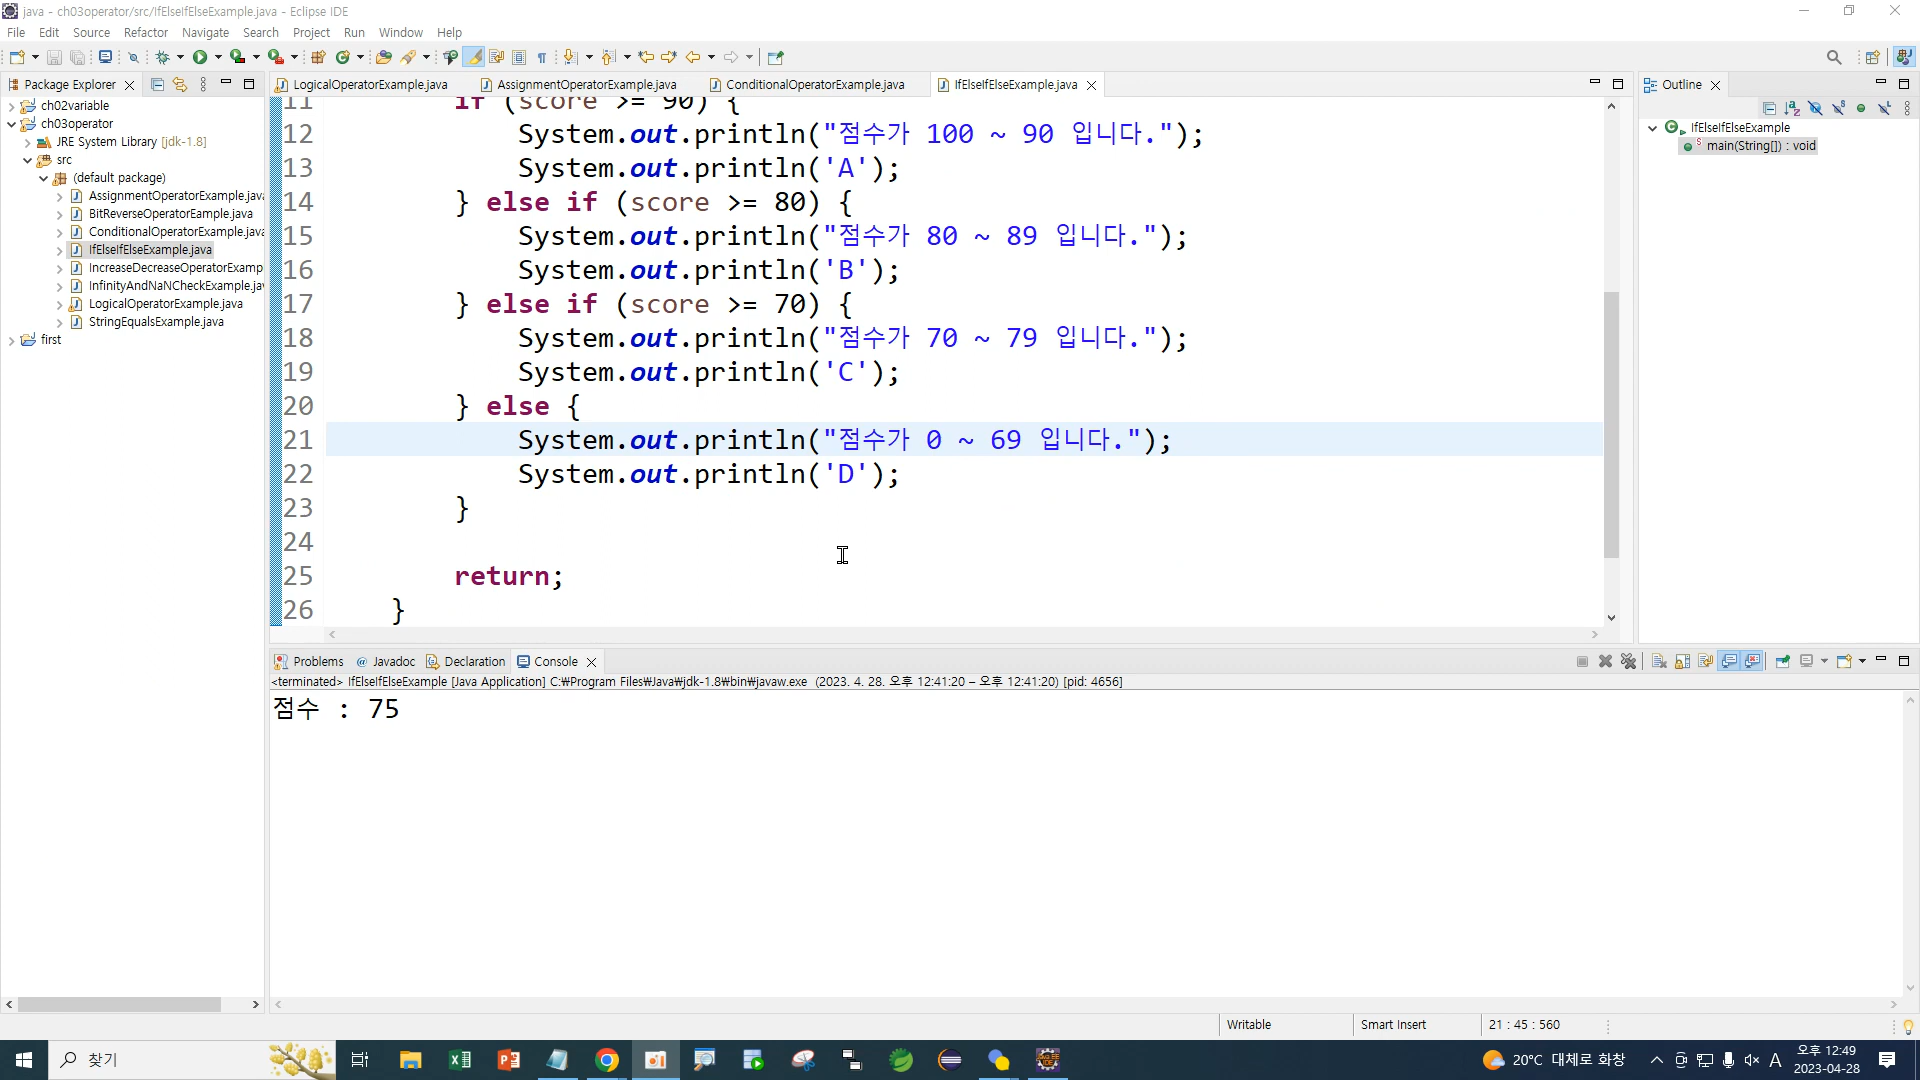 java - ch03operator/src/IfElseIfElseExample.java - Eclipse IDE
File Edit Source Refactor Navigate Search Project Run Window Help
Package Explorer
ch02variable
ch03operator
JRE System Library [jdk-1.8]
src
(default package)
AssignmentOperatorExample.java
BitReverseOperatorEample.java
ConditionalOperatorExample.java
IfElseIfElseExample.java
IncreaseDecreaseOperatorExamp
InfinityAndNaNCheckExample.jav
LogicalOperatorExample.java
StringEqualsExample.java
first
LogicalOperatorExample.java AssignmentOperatorExample.java ConditionalOperatorExample.java IfElseIfElseExample.java
11 if (score >= 90) {
12 System.out.println("점수가 100 ~ 90 입니다.");
13 System.out.println('A');
14 } else if (score >= 80) {
15 System.out.println("점수가 80 ~ 89 입니다.");
16 System.out.println('B');
17 } else if (score >= 70) {
18 System.out.println("점수가 70 ~ 79 입니다.");
19 System.out.println('C');
20 } else {
21 System.out.println("점수가 0 ~ 69 입니다.");
22 System.out.println('D');
23 }
24
25 return;
26 }
Outline
IfElseIfElseExample
main(String[]) : void
Problems Javadoc Declaration Console
<terminated> IfElseIfElseExample [Java Application] C:₩Program Files₩Java₩jdk-1.8₩bin₩javaw.exe (2023. 4. 28. 오후 12:41:20 – 오후 12:41:20) [pid: 4656]
점수 : 75
Writable Smart Insert 21 : 45 : 560
찾기
20°C 대체로 화창
A
오후 12:49
2023-04-28